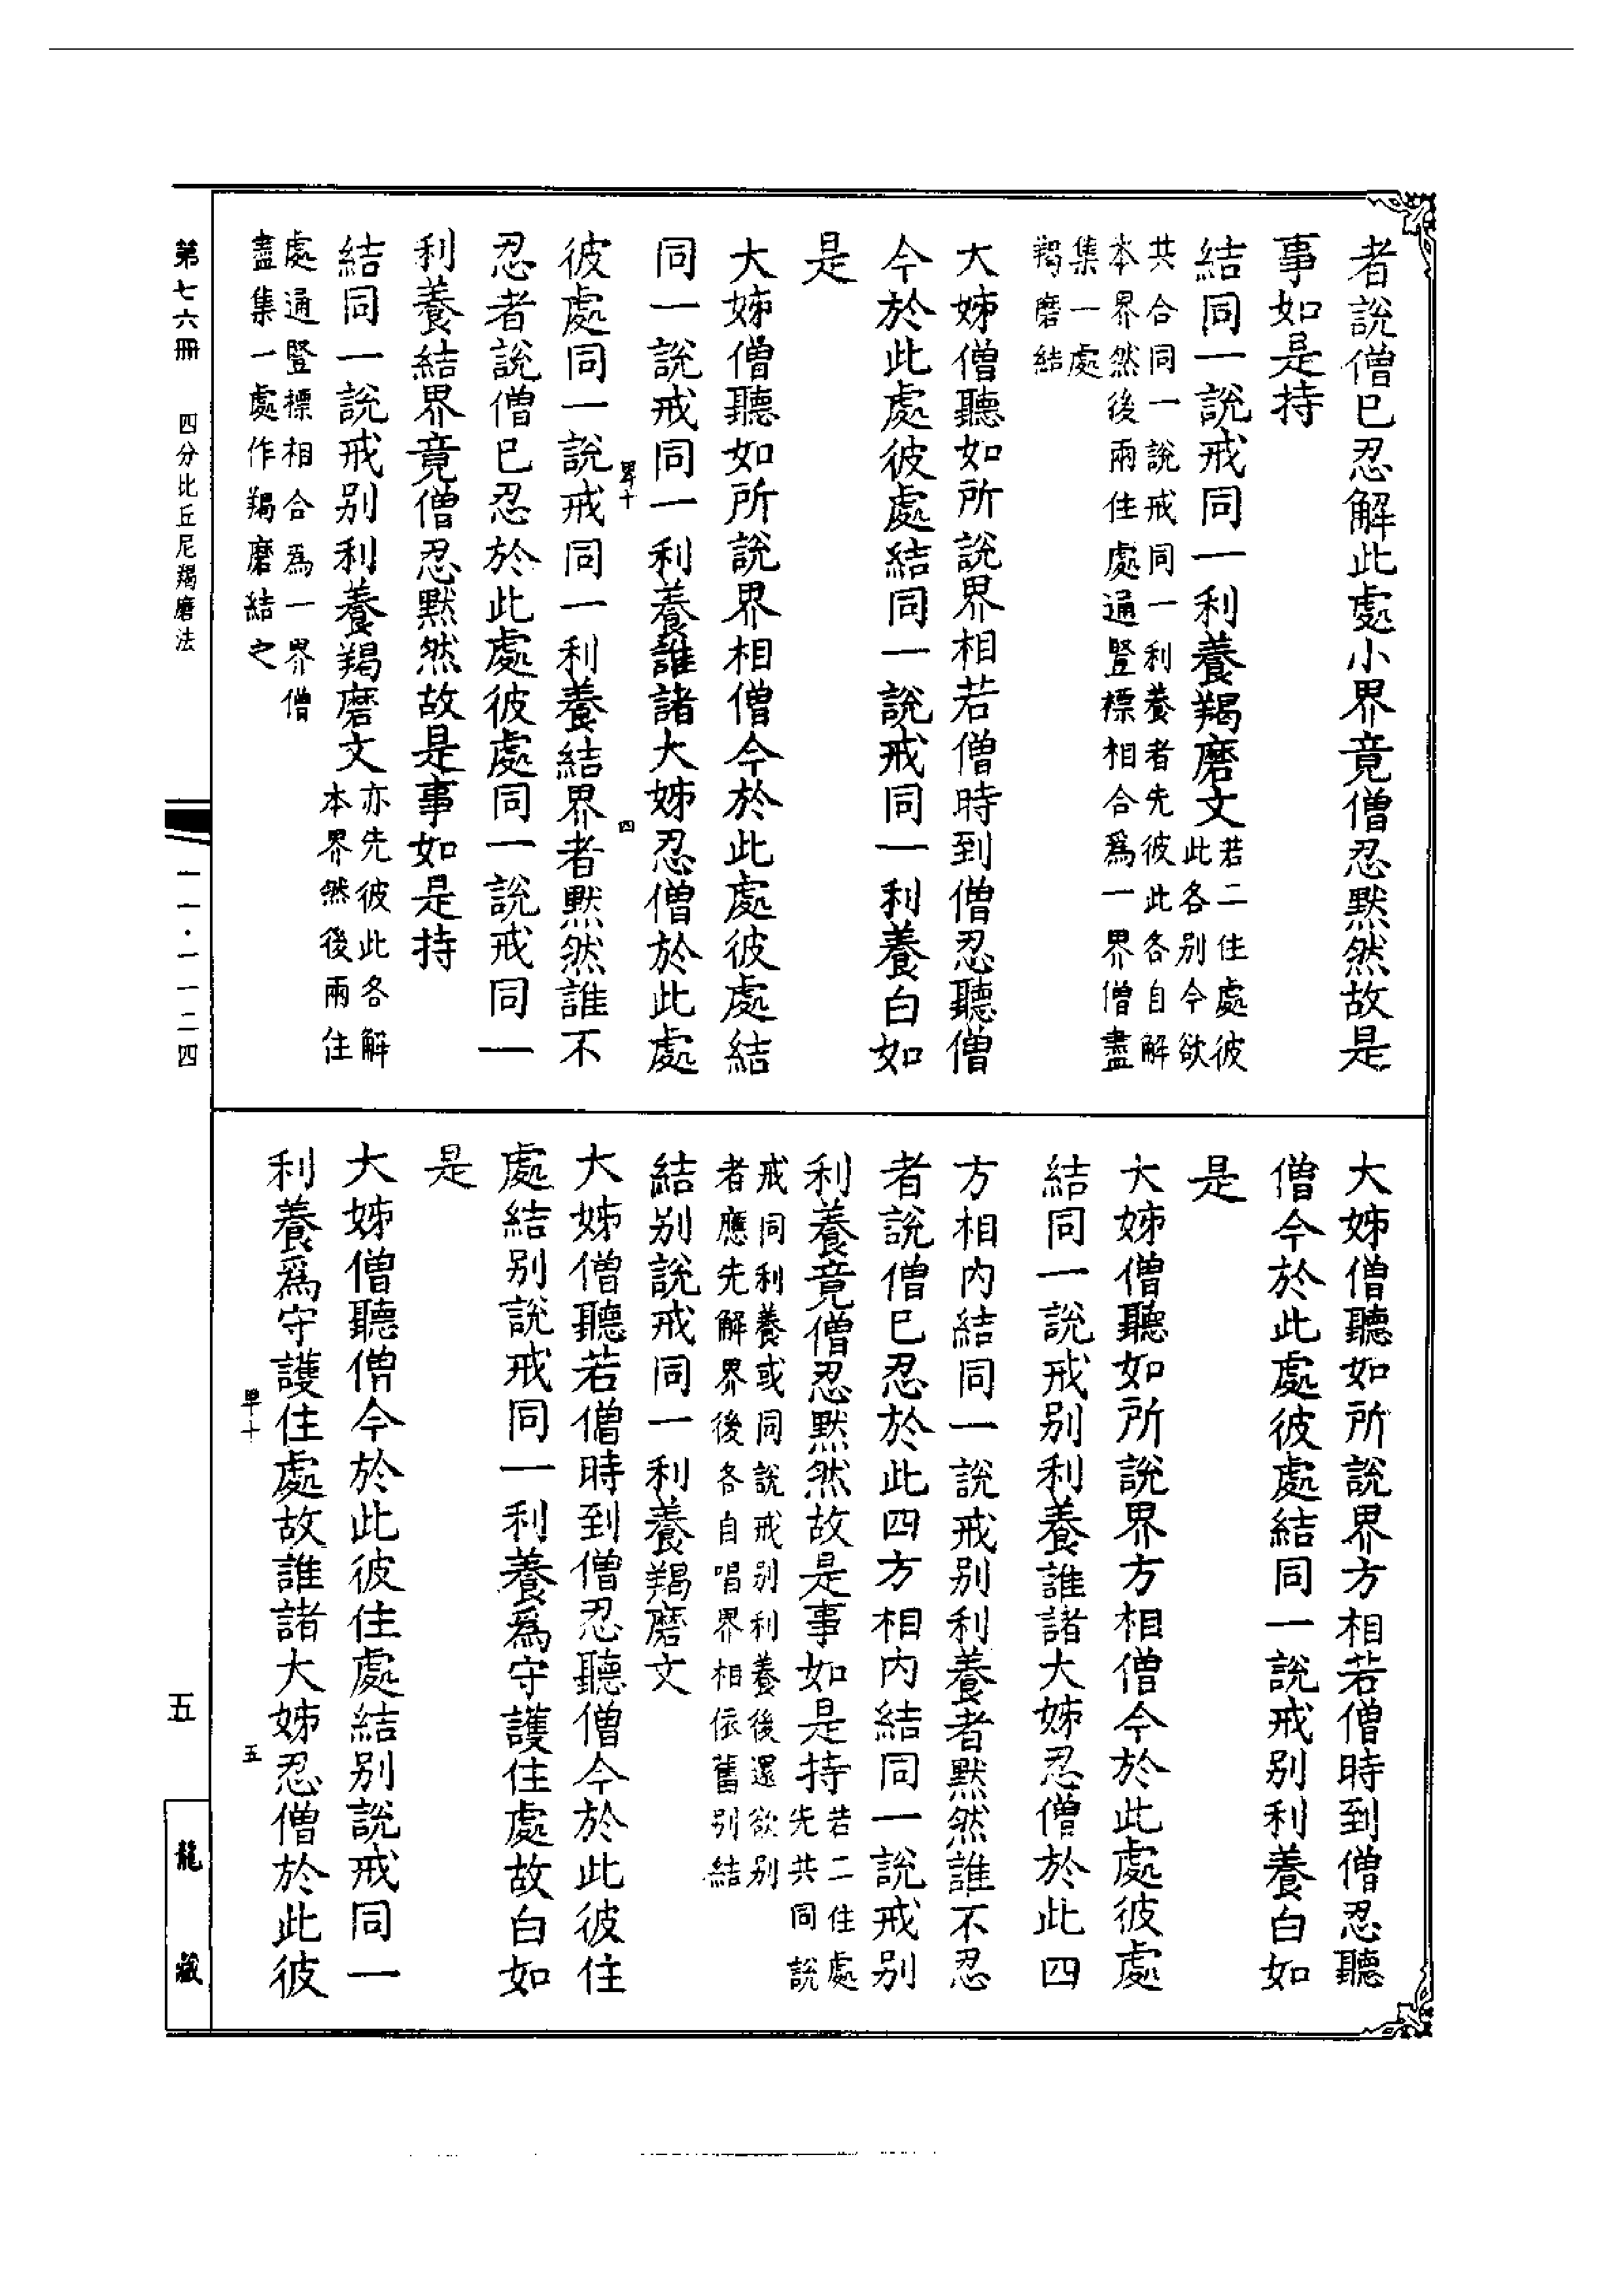 者說僧已忍解此處小界竟僧忍默然故是
事如是持
結同一說戒同一利養羯磨文若二住處彼
此各别今欲
共合同一說戒同一利養者先彼此各自解
本界然後兩住處通豎標相合爲一界僧盡
集一處
羯磨結
大姊僧聽如所說界相若僧時到僧忍聽僧
今於此處彼處結同一說戒同一利養白如
是
大姊僧聽如所說界相僧今於此處彼處結
同一說戒同一利養誰諸大姊忍僧於此處
彼處同一說戒同一利養結界者默然誰不
忍者說僧已忍於此處彼處同一說戒同一
利養結界竟僧忍默然故是事如是持
結同一說戒别利養羯磨文亦先彼此各解
本界然後兩住
處通豎標相合爲一界僧
盡集一處作羯磨結之
大姊僧聽如所說界方相若僧時到僧忍聽
僧今於此處彼處結同一說戒别利養白如
是
大姊僧聽如所說界方相僧今於此處彼處
結同一說戒别利養誰諸大姊忍僧於此四
方相内結同一說戒别利養者默然誰不忍
者說僧已忍於此四方相内結同一說戒别
利養竟僧忍默然故是事如是持若二住處
先共同說
戒同利養或同說戒别利養後還欲别
者應先解界後各自唱界相依舊别結
結别說戒同一利養羯磨文
大姊僧聽若僧時到僧忍聽僧今於此彼住
處結别說戒同一利養爲守護住處故白如
是
大姊僧聽僧今於此彼住處結别說戒同一
利養爲守護住處故誰諸大姊忍僧於此彼
第七六冊 四分比丘尼羯磨法
一一·一一二四
五
龍藏
四
五